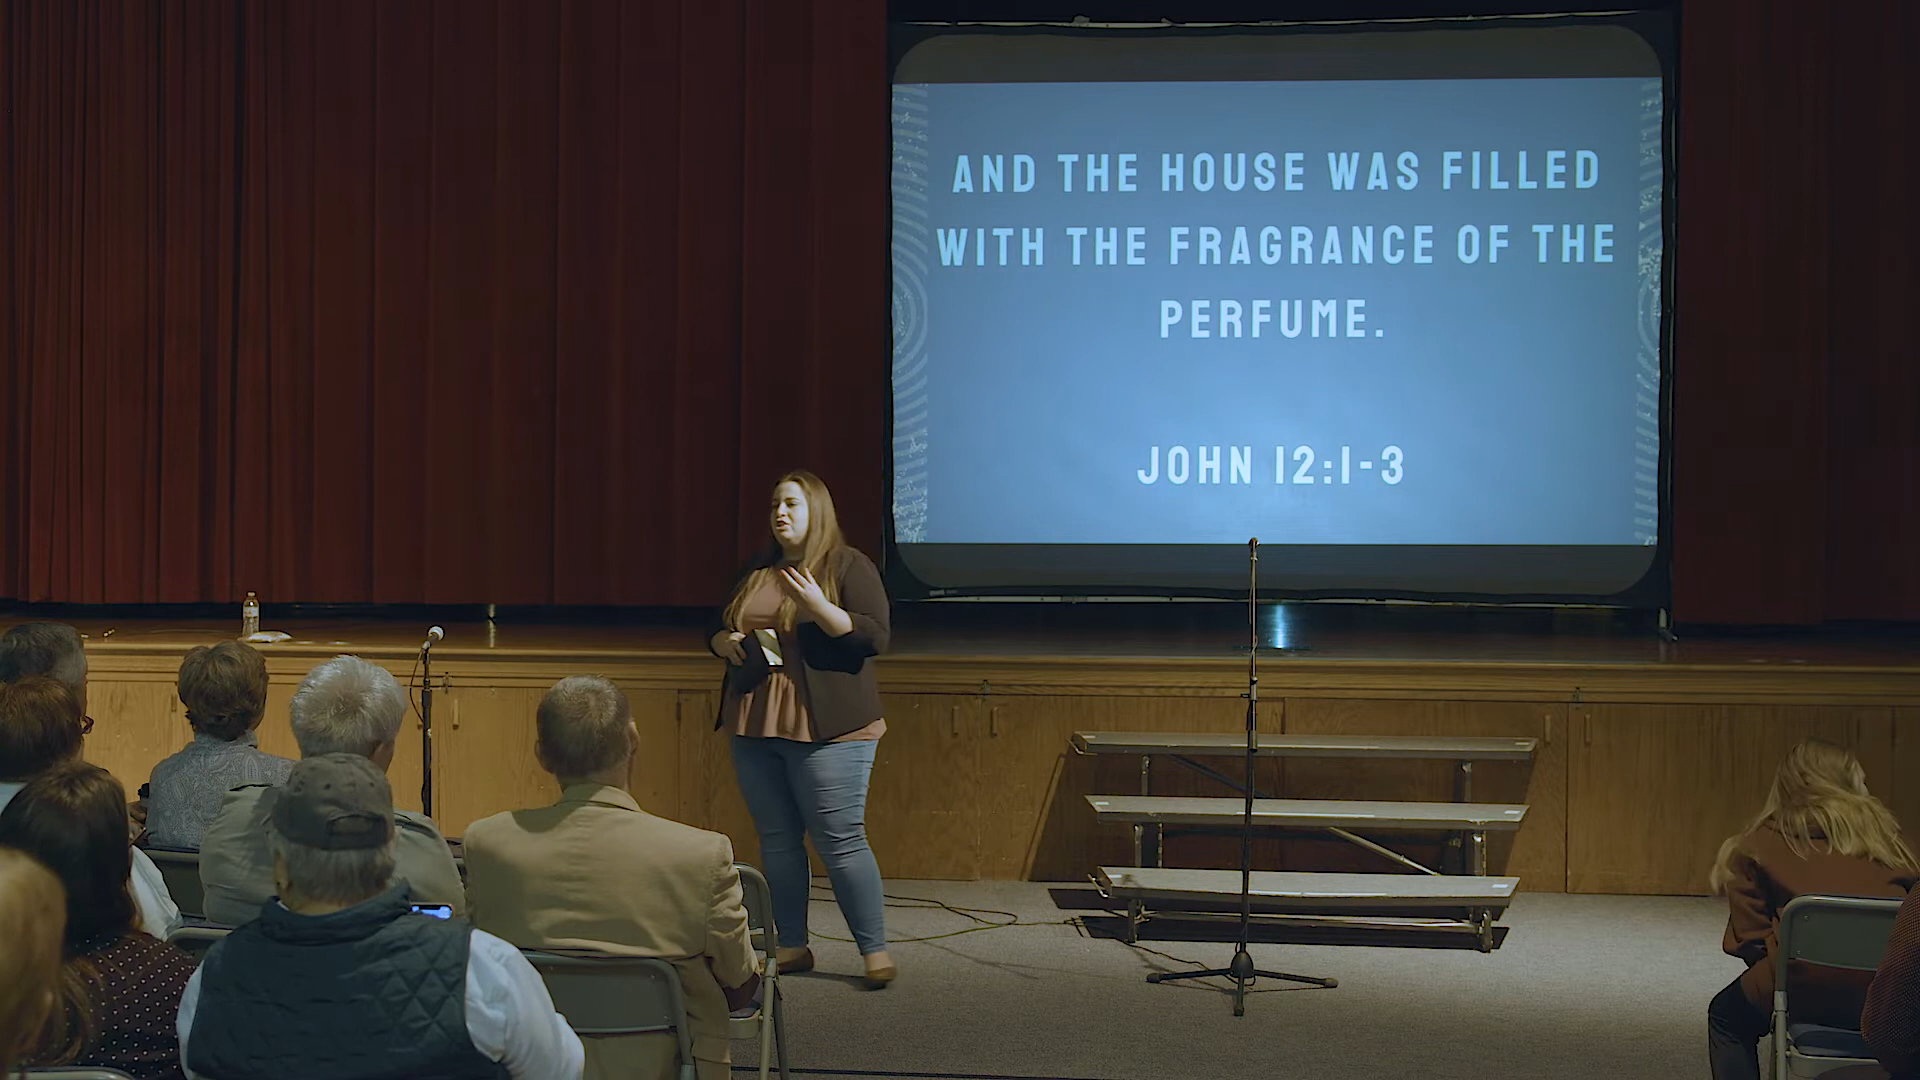 AND THE HOUSE WAS FILLED
WITH THE FRAGRANCE OF THE
PERFUME.
JOHN 12:1-3